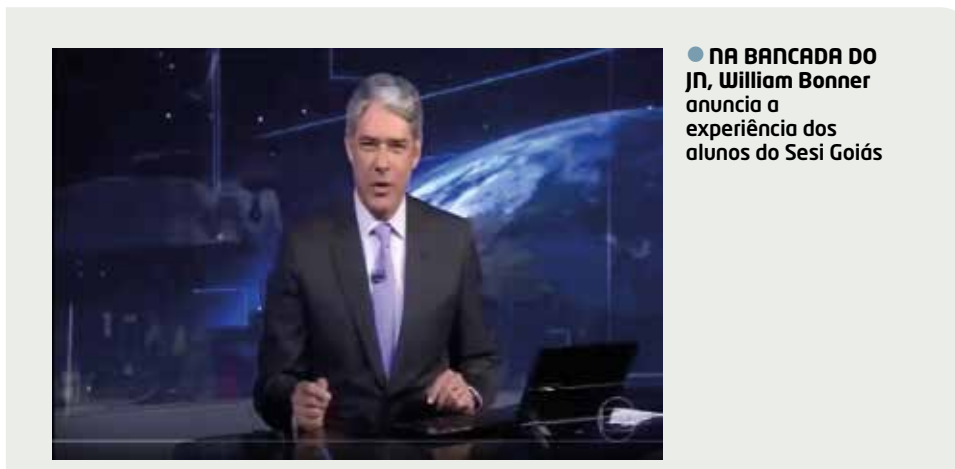 NA BANCADA DO
JN, William Bonner
anuncia a
experiência dos
alunos do Sesi Goiás